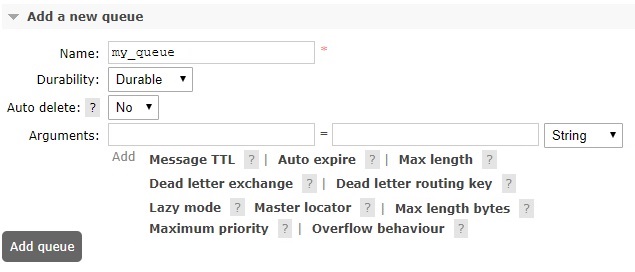 Add a new queue
Name: my_queue *
Durability: Durable
Auto delete: ? No
Arguments: = String
Add Message TTL ? | Auto expire ? | Max length ?
Dead letter exchange ? | Dead letter routing key ?
Lazy mode ? Master locator ? | Max length bytes ?
Maximum priority ? | Overflow behaviour ?
Add queue